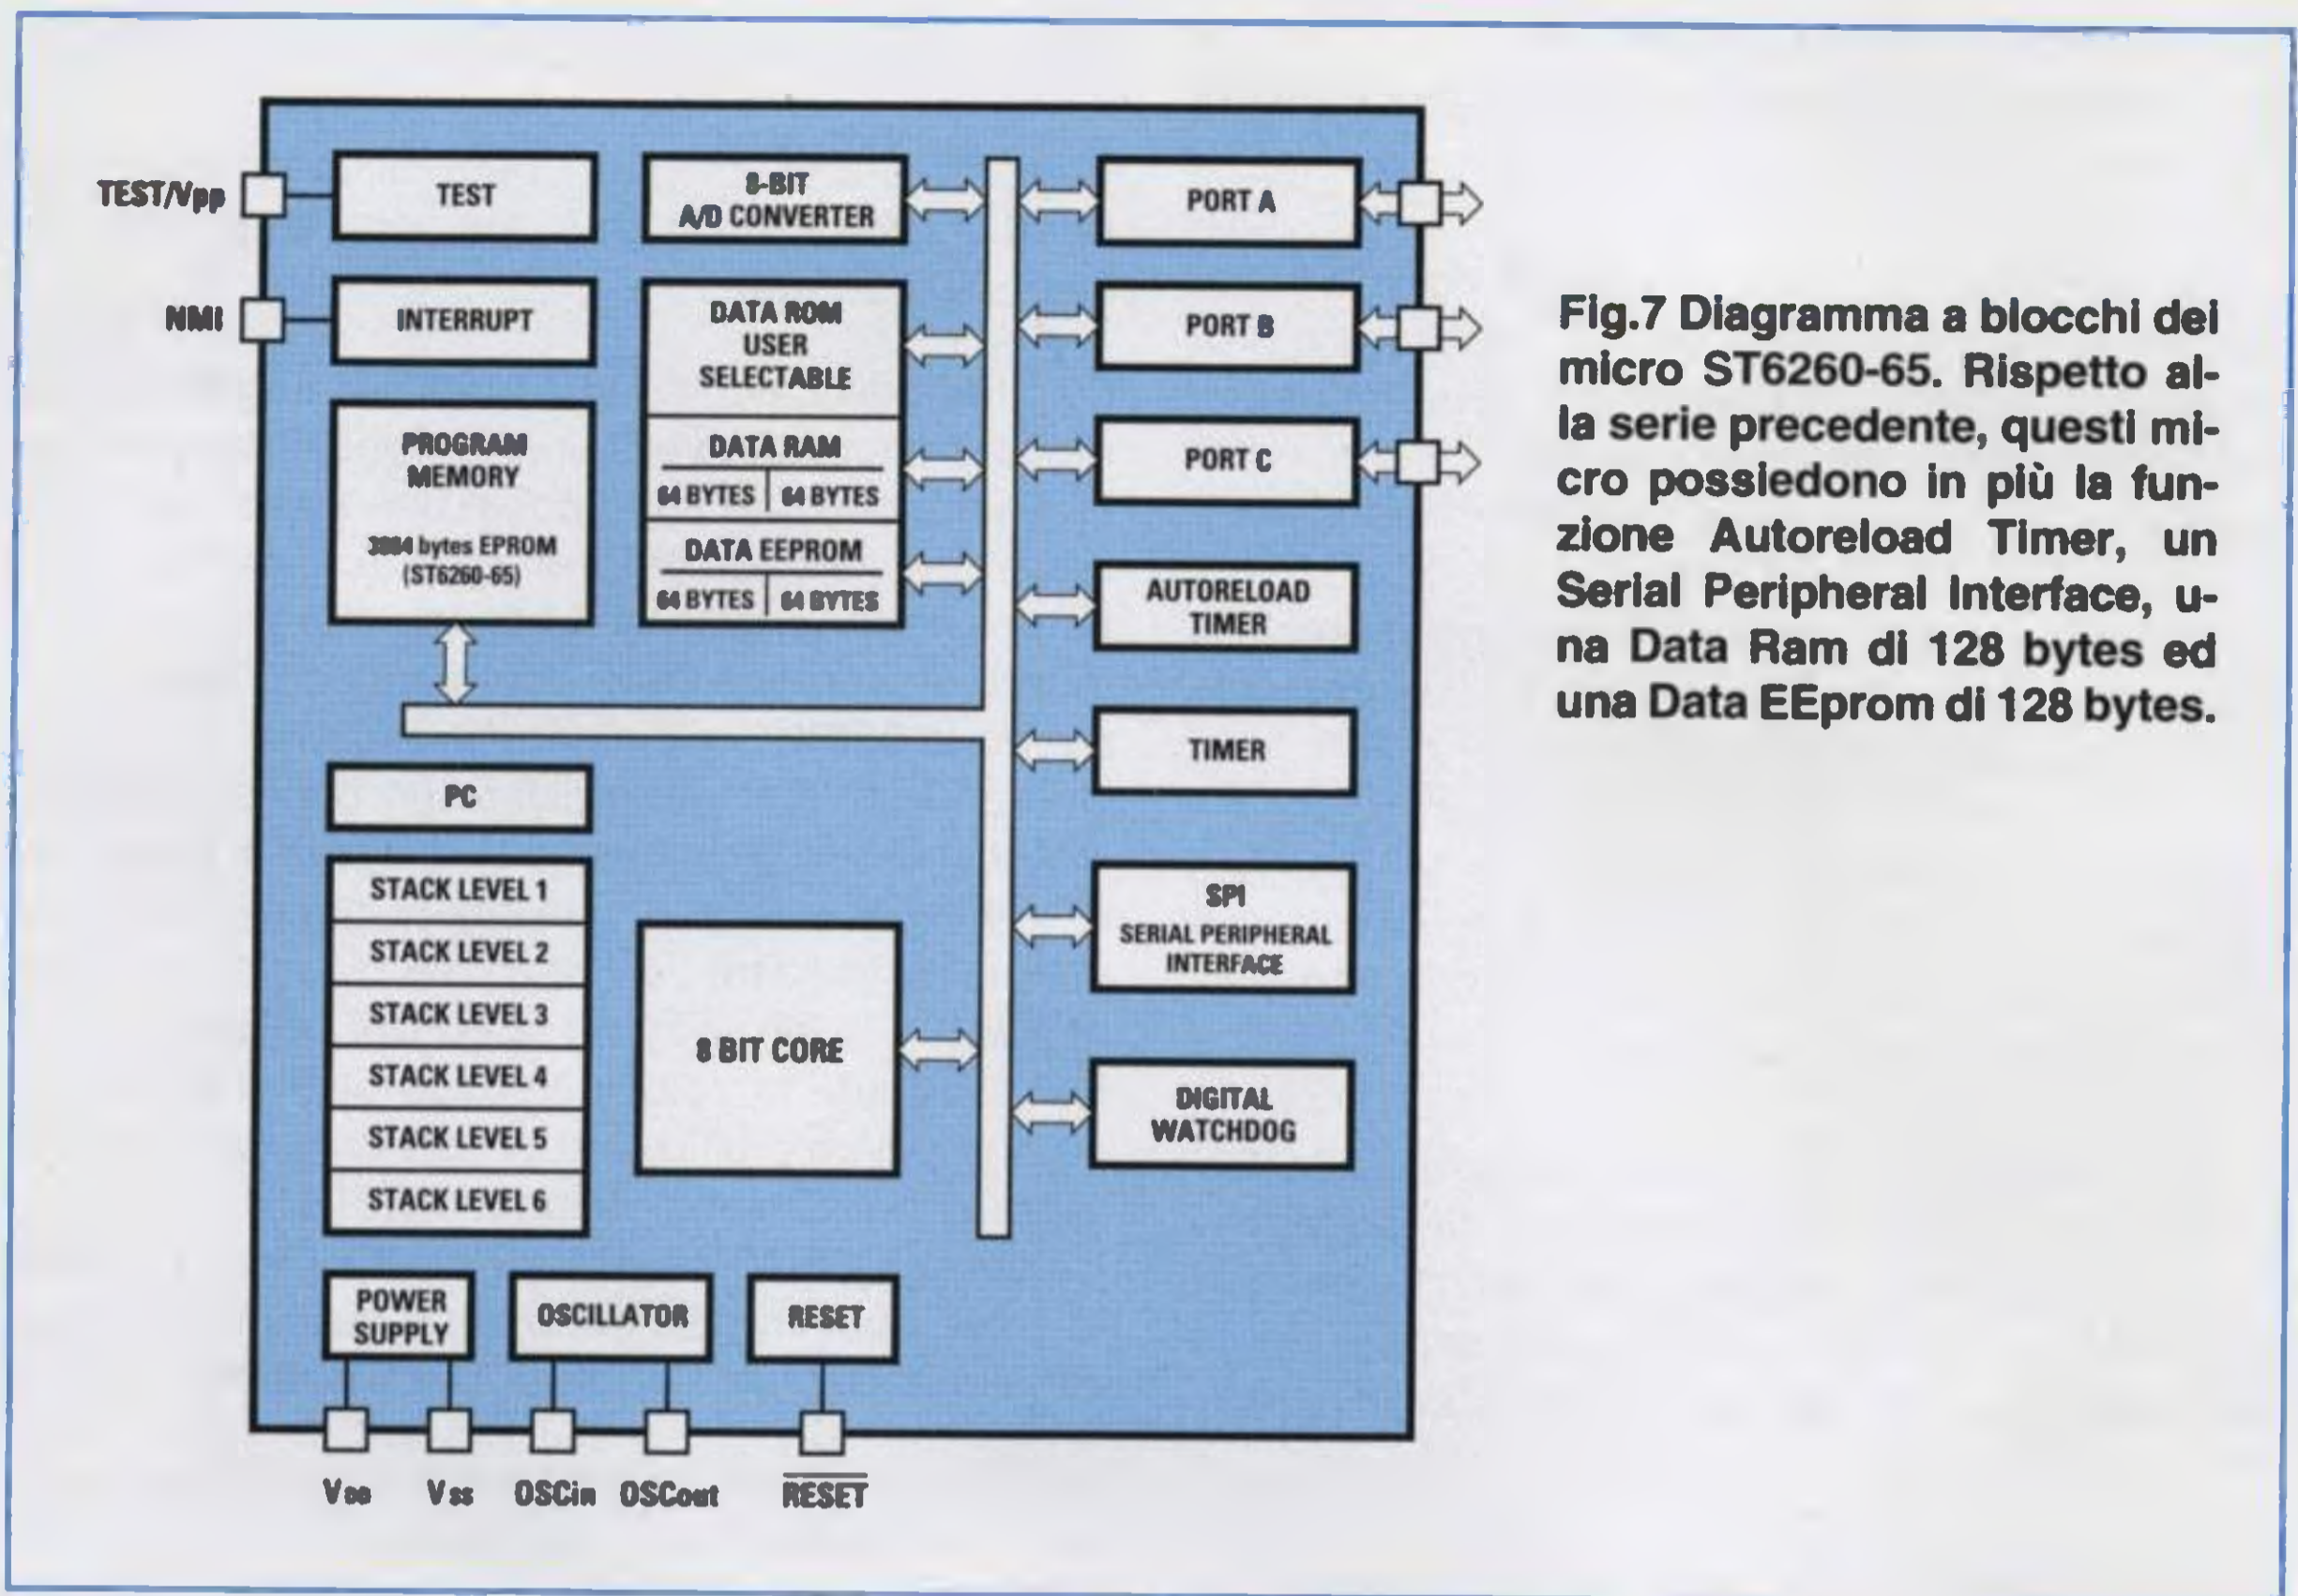 TEST/Vpp
TEST
8-BIT
A/D CONVERTER
PORT A
NMI
INTERRUPT
DATA ROM
USER
SELECTABLE
PORT B
PROGRAM
MEMORY
bytes EPROM
(ST6260-65)
DATA RAM
64 BYTES 64 BYTES
DATA EEPROM
64 BYTES 64 BYTES
PORT C
AUTORELOAD
TIMER
TIMER
PC
STACK LEVEL 1
STACK LEVEL 2
STACK LEVEL 3
STACK LEVEL 4
STACK LEVEL 5
STACK LEVEL 6
8 BIT CORE
SPI
SERIAL PERIPHERAL
INTERFACE
DIGITAL
WATCHDOG
POWER
SUPPLY
OSCILLATOR
RESET
Vss
OSCin
OSCout
RESET
Fig.7 Diagramma a blocchi dei
micro ST6260-65. Rispetto al-
la serie precedente, questi mi-
cro possiedono in più la fun-
zione Autoreload Timer, un
Serial Peripheral Interface, u-
na Data Ram di 128 bytes ed
una Data EEprom di 128 bytes.